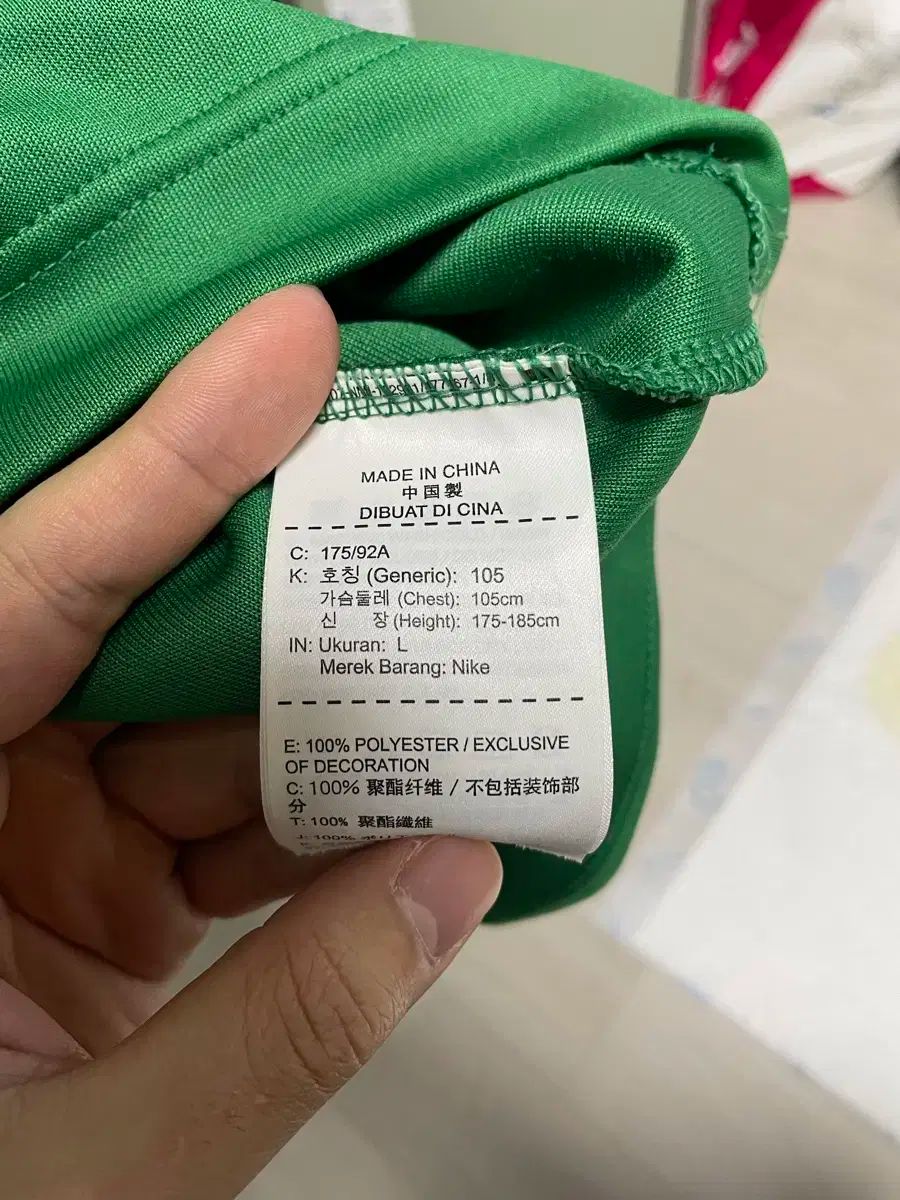 MADE IN CHINA
中国製
DIBUAT DI CINA
C: 175/92A
K: 호칭 (Generic): 105
가슴둘레 (Chest): 105cm
신 장 (Height): 175-185cm
IN: Ukuran: L
Merek Barang: Nike
E: 100% POLYESTER / EXCLUSIVE
OF DECORATION
C: 100% 聚酯纤维 / 不包括装饰部
分
T: 100% 聚酯纖維
J: 100%